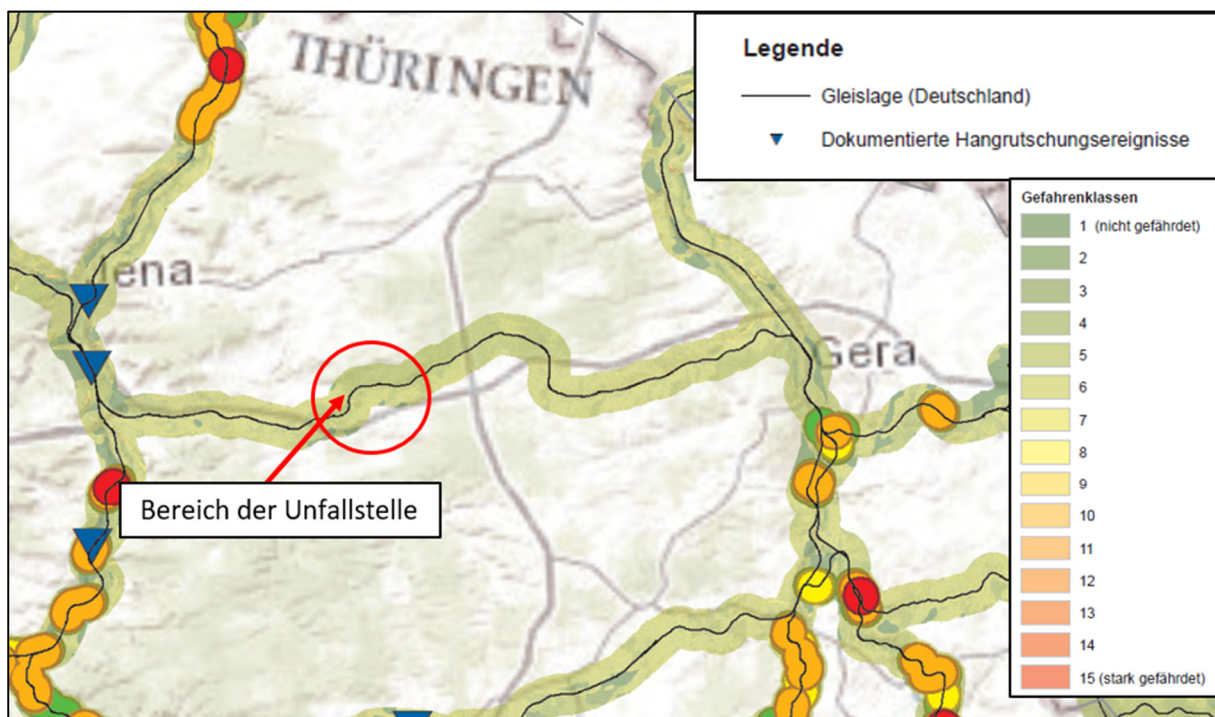 THÜRINGEN
Legende
Gleislage (Deutschland)
Dokumentierte Hangrutschungsereignisse
Gefahrenklassen
1 (nicht gefährdet)
2
3
4
5
6
7
8
9
10
11
12
13
14
15 (stark gefährdet)
Jena
Gera
Bereich der Unfallstelle